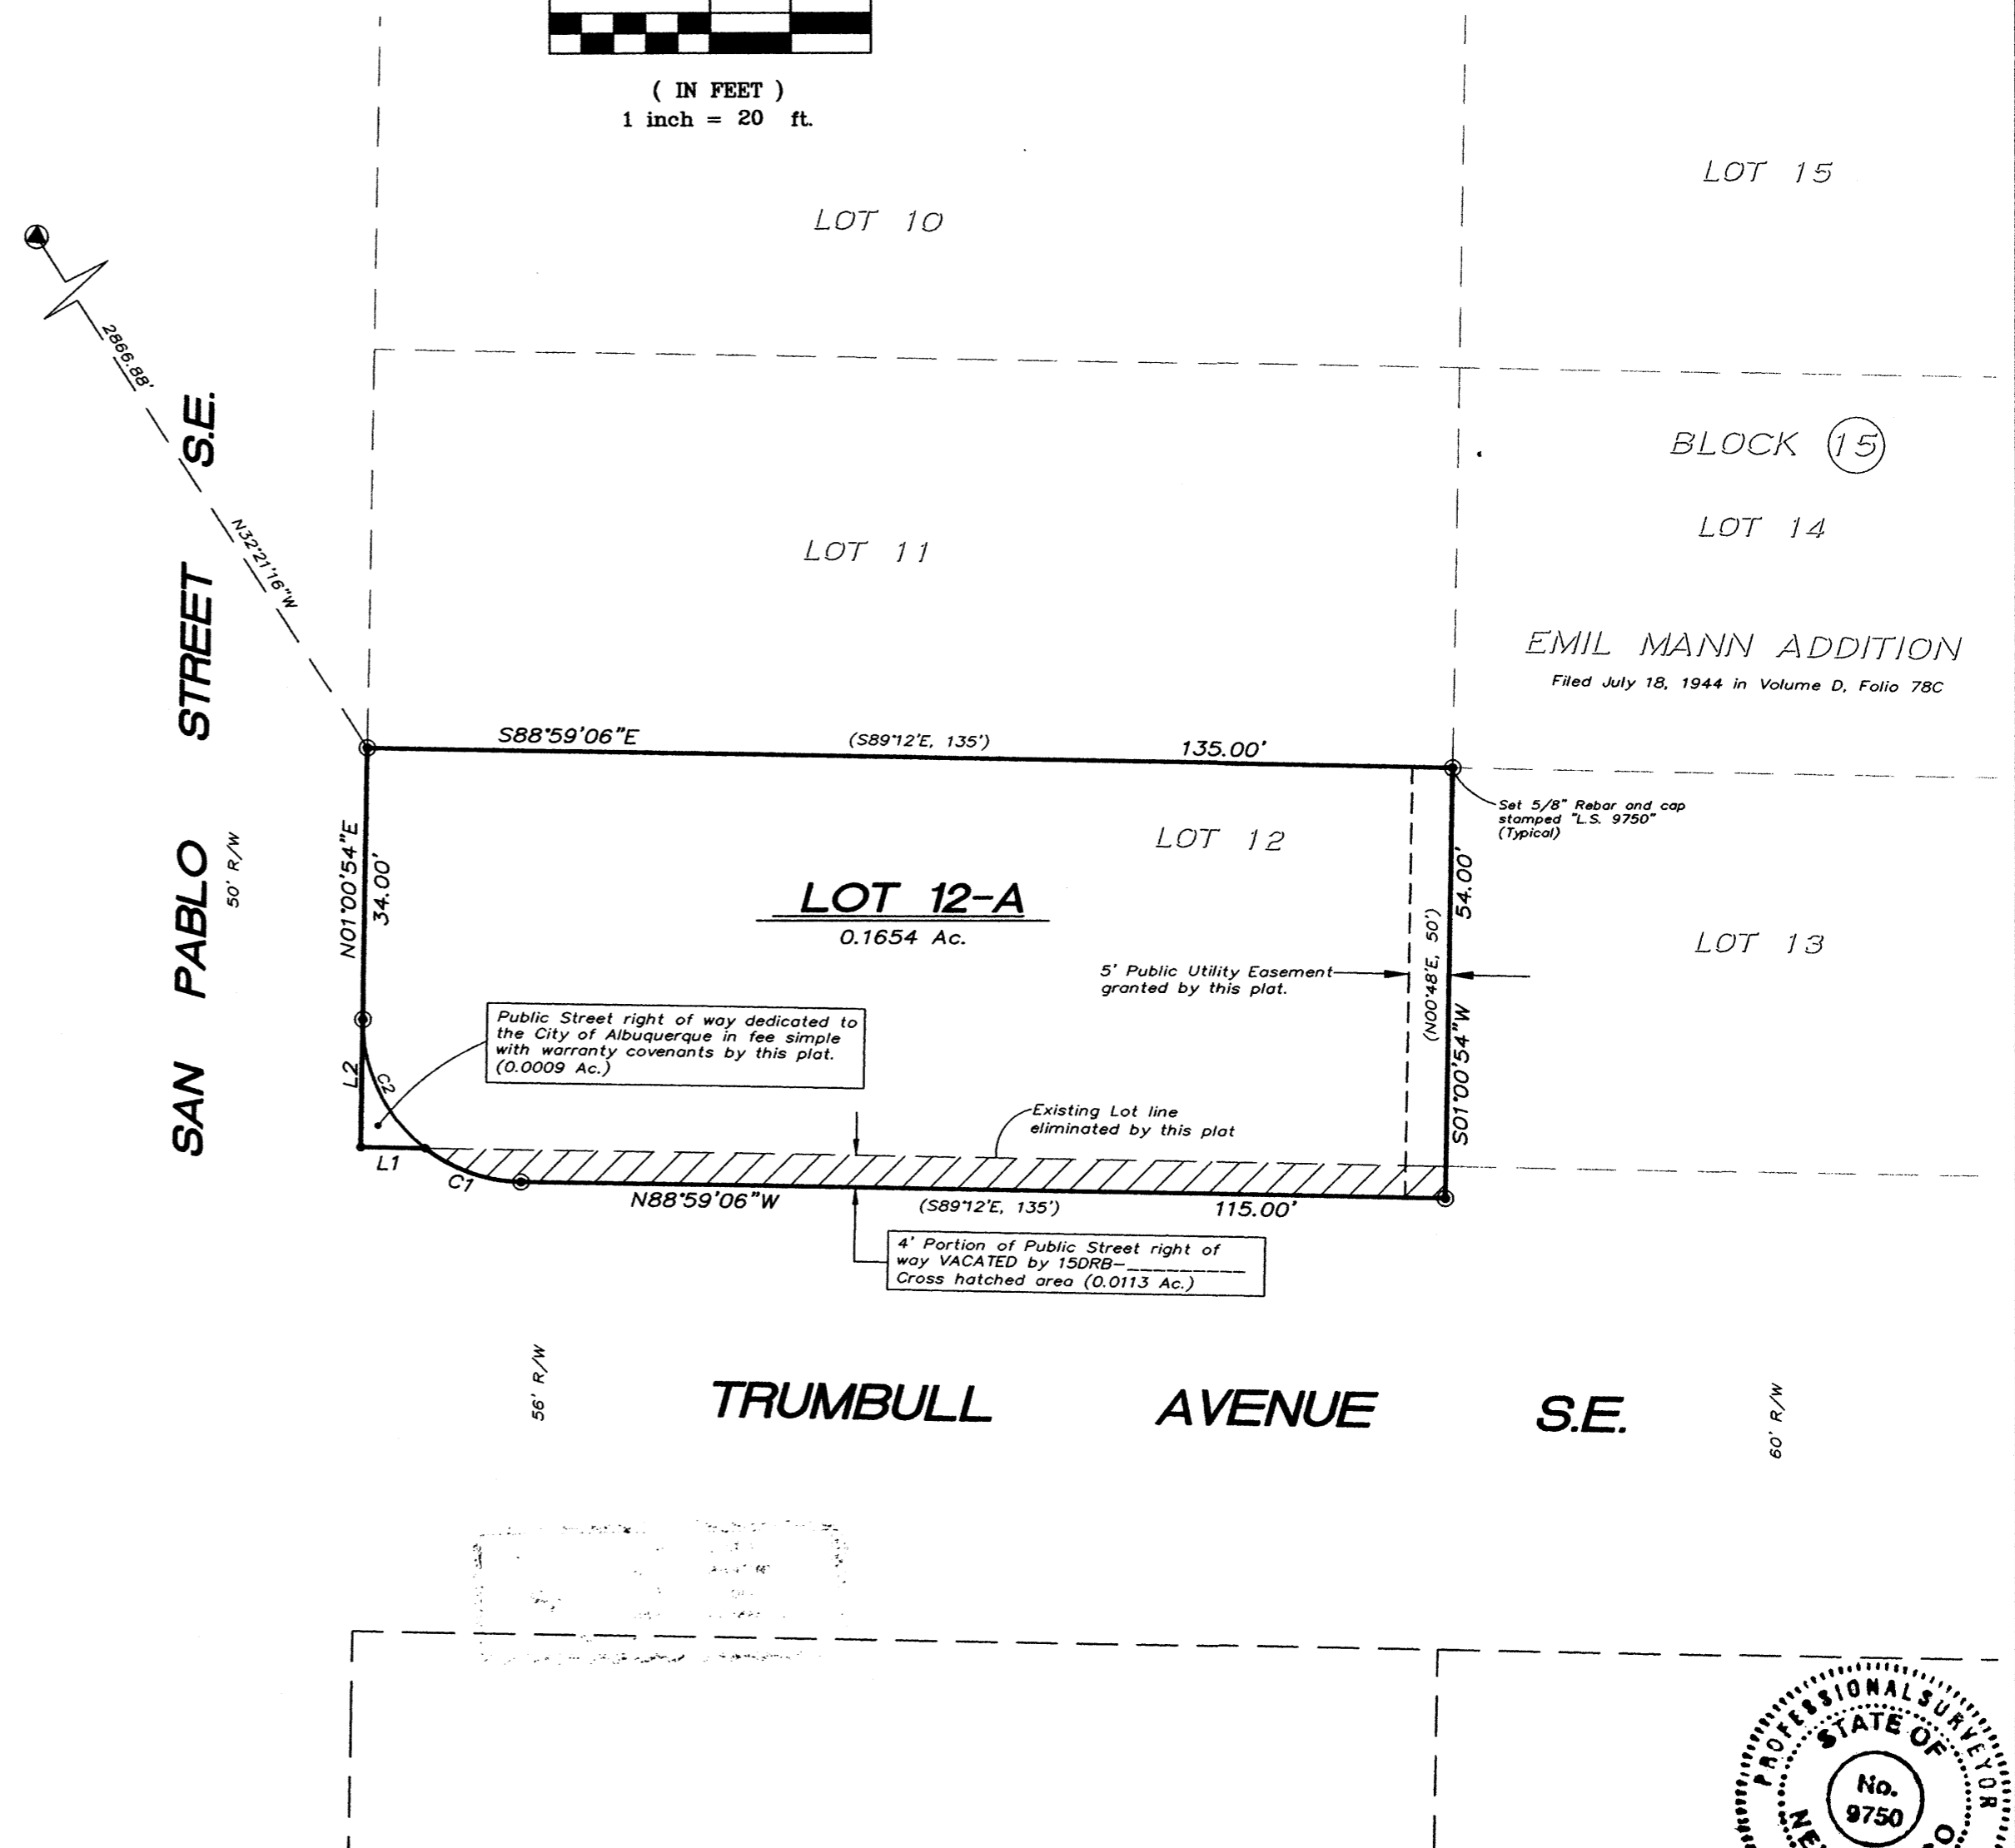 ( IN FEET )
1 inch = 20 ft.
LOT 10
LOT 15
2866.88'
N32°21'16"W
BLOCK 15
LOT 14
LOT 11
EMIL MANN ADDITION
Filed July 18, 1944 in Volume D, Folio 78C
SAN PABLO STREET S.E.
50' R/W
S88°59'06"E
(S89°12'E, 135')
135.00'
Set 5/8" Rebar and cap
stamped "L.S. 9750"
(Typical)
N01°00'54"E
34.00'
LOT 12
LOT 12-A
0.1654 Ac.
54.00'
(N00°48'E, 50')
S01°00'54"W
LOT 13
5' Public Utility Easement
granted by this plat.
Public Street right of way dedicated to
the City of Albuquerque in fee simple
with warranty covenants by this plat.
(0.0009 Ac.)
L2
C2
L1
C1
Existing Lot line
eliminated by this plat
N88°59'06"W
(S89°12'E, 135')
115.00'
4' Portion of Public Street right of
way VACATED by 15DRB-__________
Cross hatched area (0.0113 Ac.)
56' R/W
TRUMBULL AVENUE S.E.
60' R/W
PROFESSIONAL SURVEYOR
STATE OF
No.
9750